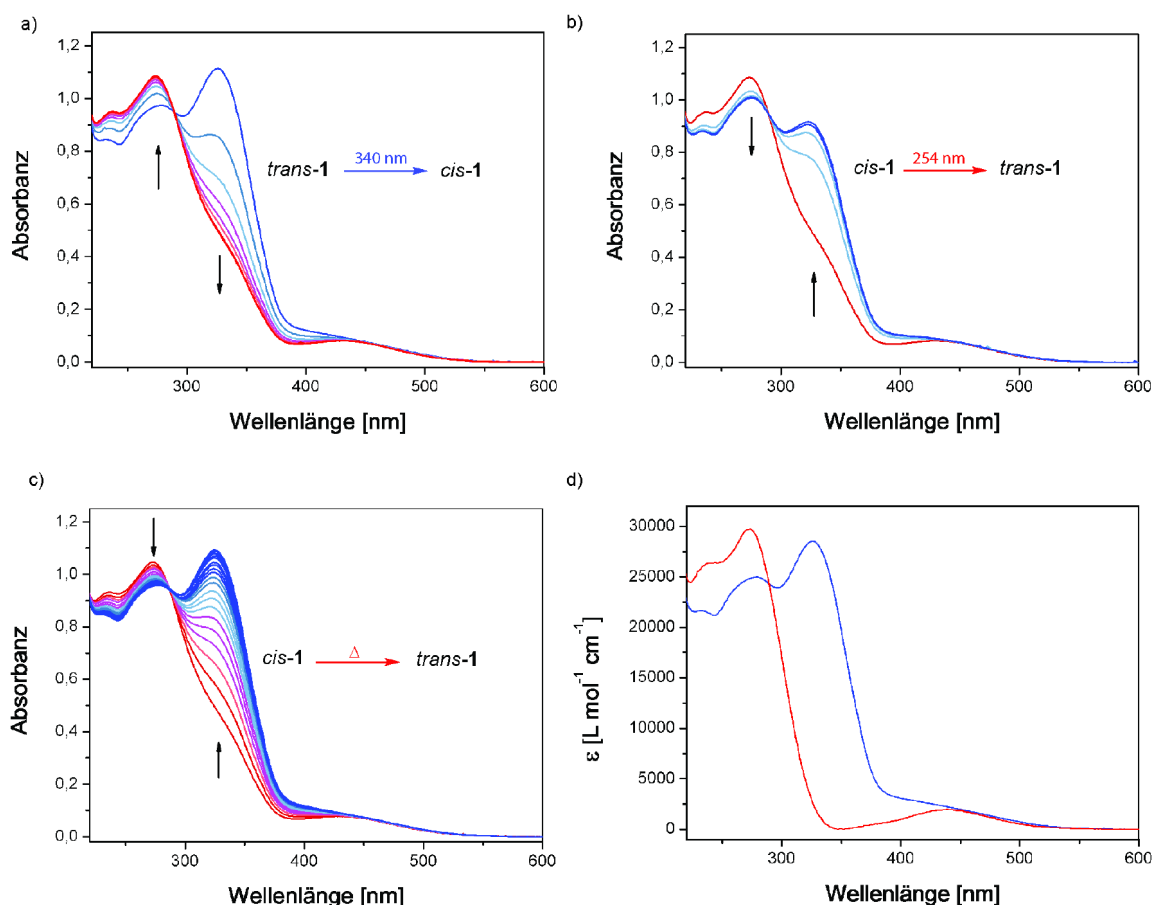 a)
1,2
1,0
0,8
0,6
0,4
0,2
0,0
Absorbanz
trans-1 340 nm cis-1
300 400 500 600
Wellenlänge [nm]
b)
1,2
1,0
0,8
0,6
0,4
0,2
0,0
Absorbanz
cis-1 254 nm trans-1
300 400 500 600
Wellenlänge [nm]
c)
1,2
1,0
0,8
0,6
0,4
0,2
0,0
Absorbanz
cis-1 Δ trans-1
300 400 500 600
Wellenlänge [nm]
d)
30000
25000
20000
15000
10000
5000
0
ε [L mol⁻¹ cm⁻¹]
300 400 500 600
Wellenlänge [nm]